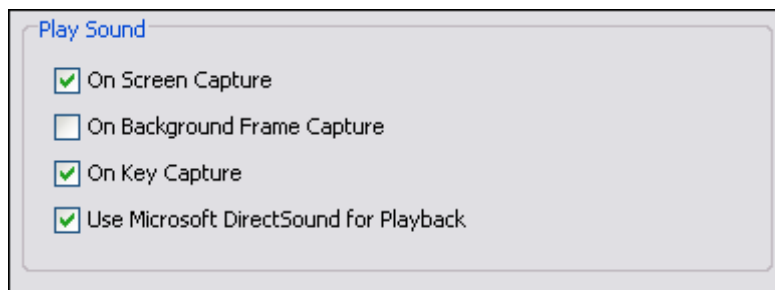 Play Sound
On Screen Capture
On Background Frame Capture
On Key Capture
Use Microsoft DirectSound for Playback